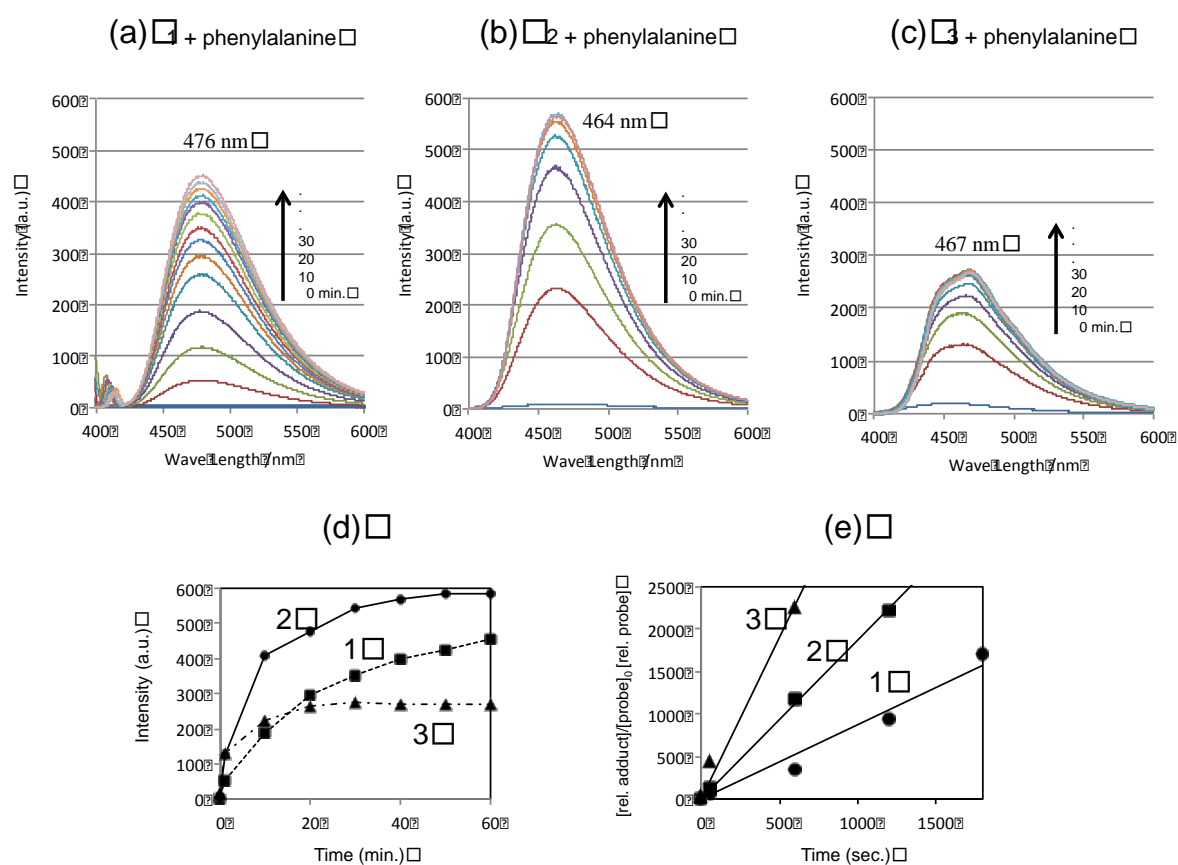 (a) 1 + phenylalanine
(b) 2 + phenylalanine
(c) 3 + phenylalanine
600
500
400
300
200
100
0
Intensity (a.u.)
476 nm
.
.
30
20
10
0 min.
400 450 500 550 600
Wave Length /nm
600
500
400
300
200
100
0
Intensity (a.u.)
464 nm
.
.
30
20
10
0 min.
400 450 500 550 600
Wave Length /nm
600
500
400
300
200
100
0
Intensity (a.u.)
467 nm
.
.
30
20
10
0 min.
400 450 500 550 600
Wave Length /nm
(d)
600
500
400
300
200
100
0
Intensity (a.u.)
2
1
3
0 20 40 60
Time (min.)
(e)
2500
2000
1500
1000
500
0
[rel. adduct]/[probe]0 [rel. probe]
3
2
1
0 500 1000 1500
Time (sec.)